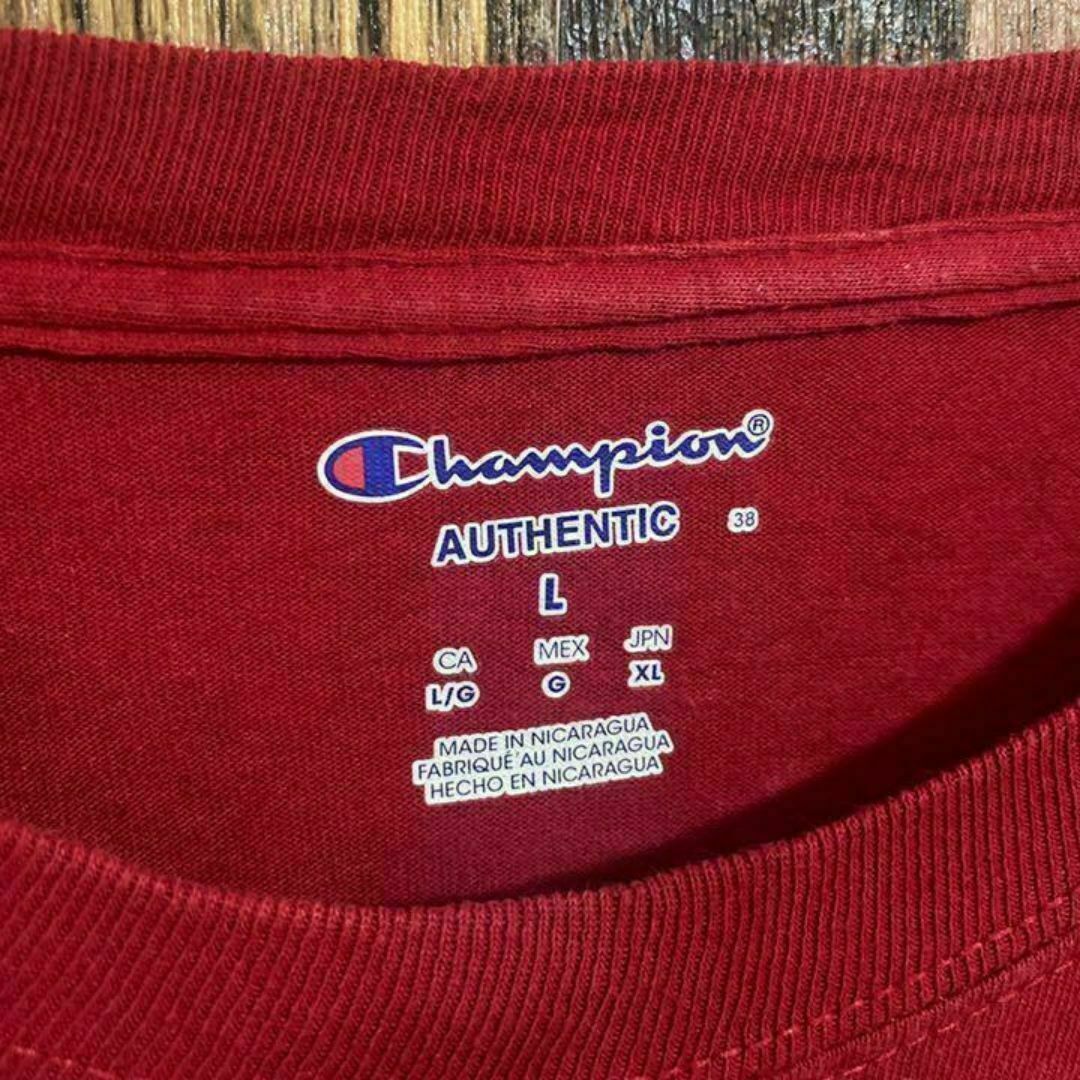 Champion®
AUTHENTIC 38
L
CA MEX JPN
L/G G XL
MADE IN NICARAGUA
FABRIQUÉ AU NICARAGUA
HECHO EN NICARAGUA